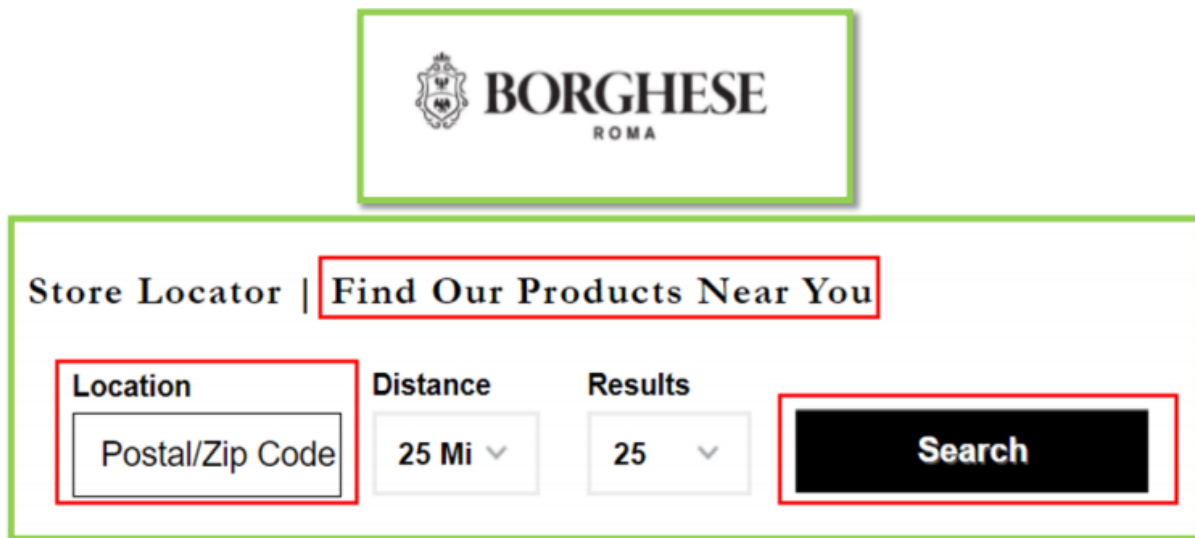 BORGHESE
ROMA
Store Locator | Find Our Products Near You
Location Distance Results
Postal/Zip Code 25 Mi 25 Search